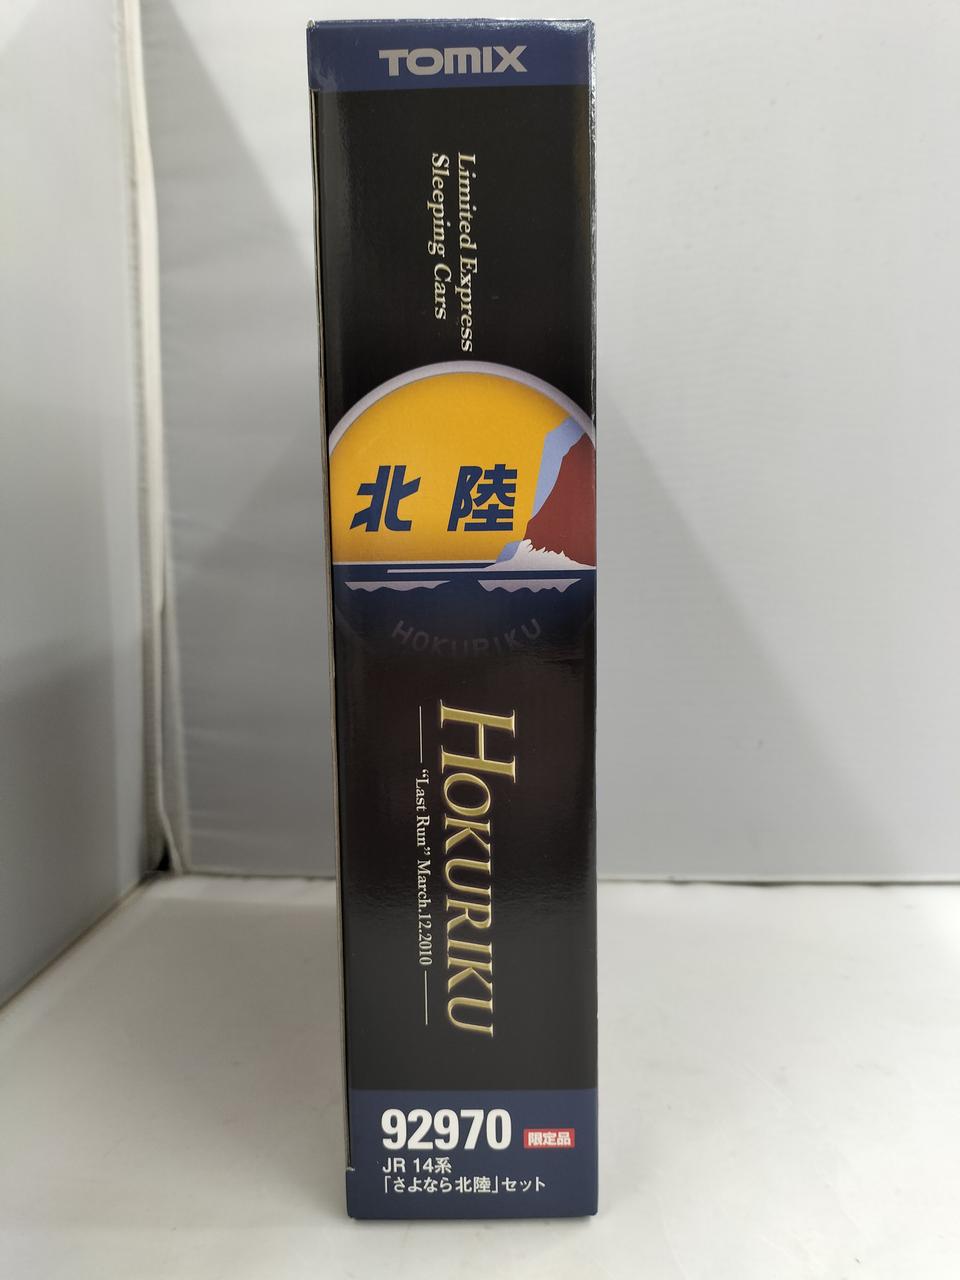 TOMIX
Limited Express
Sleeping Cars
北陸
HOKURIKU
HOKURIKU
“Last Run” March.12.2010
92970 限定品
JR 14系
「さよなら北陸」セット